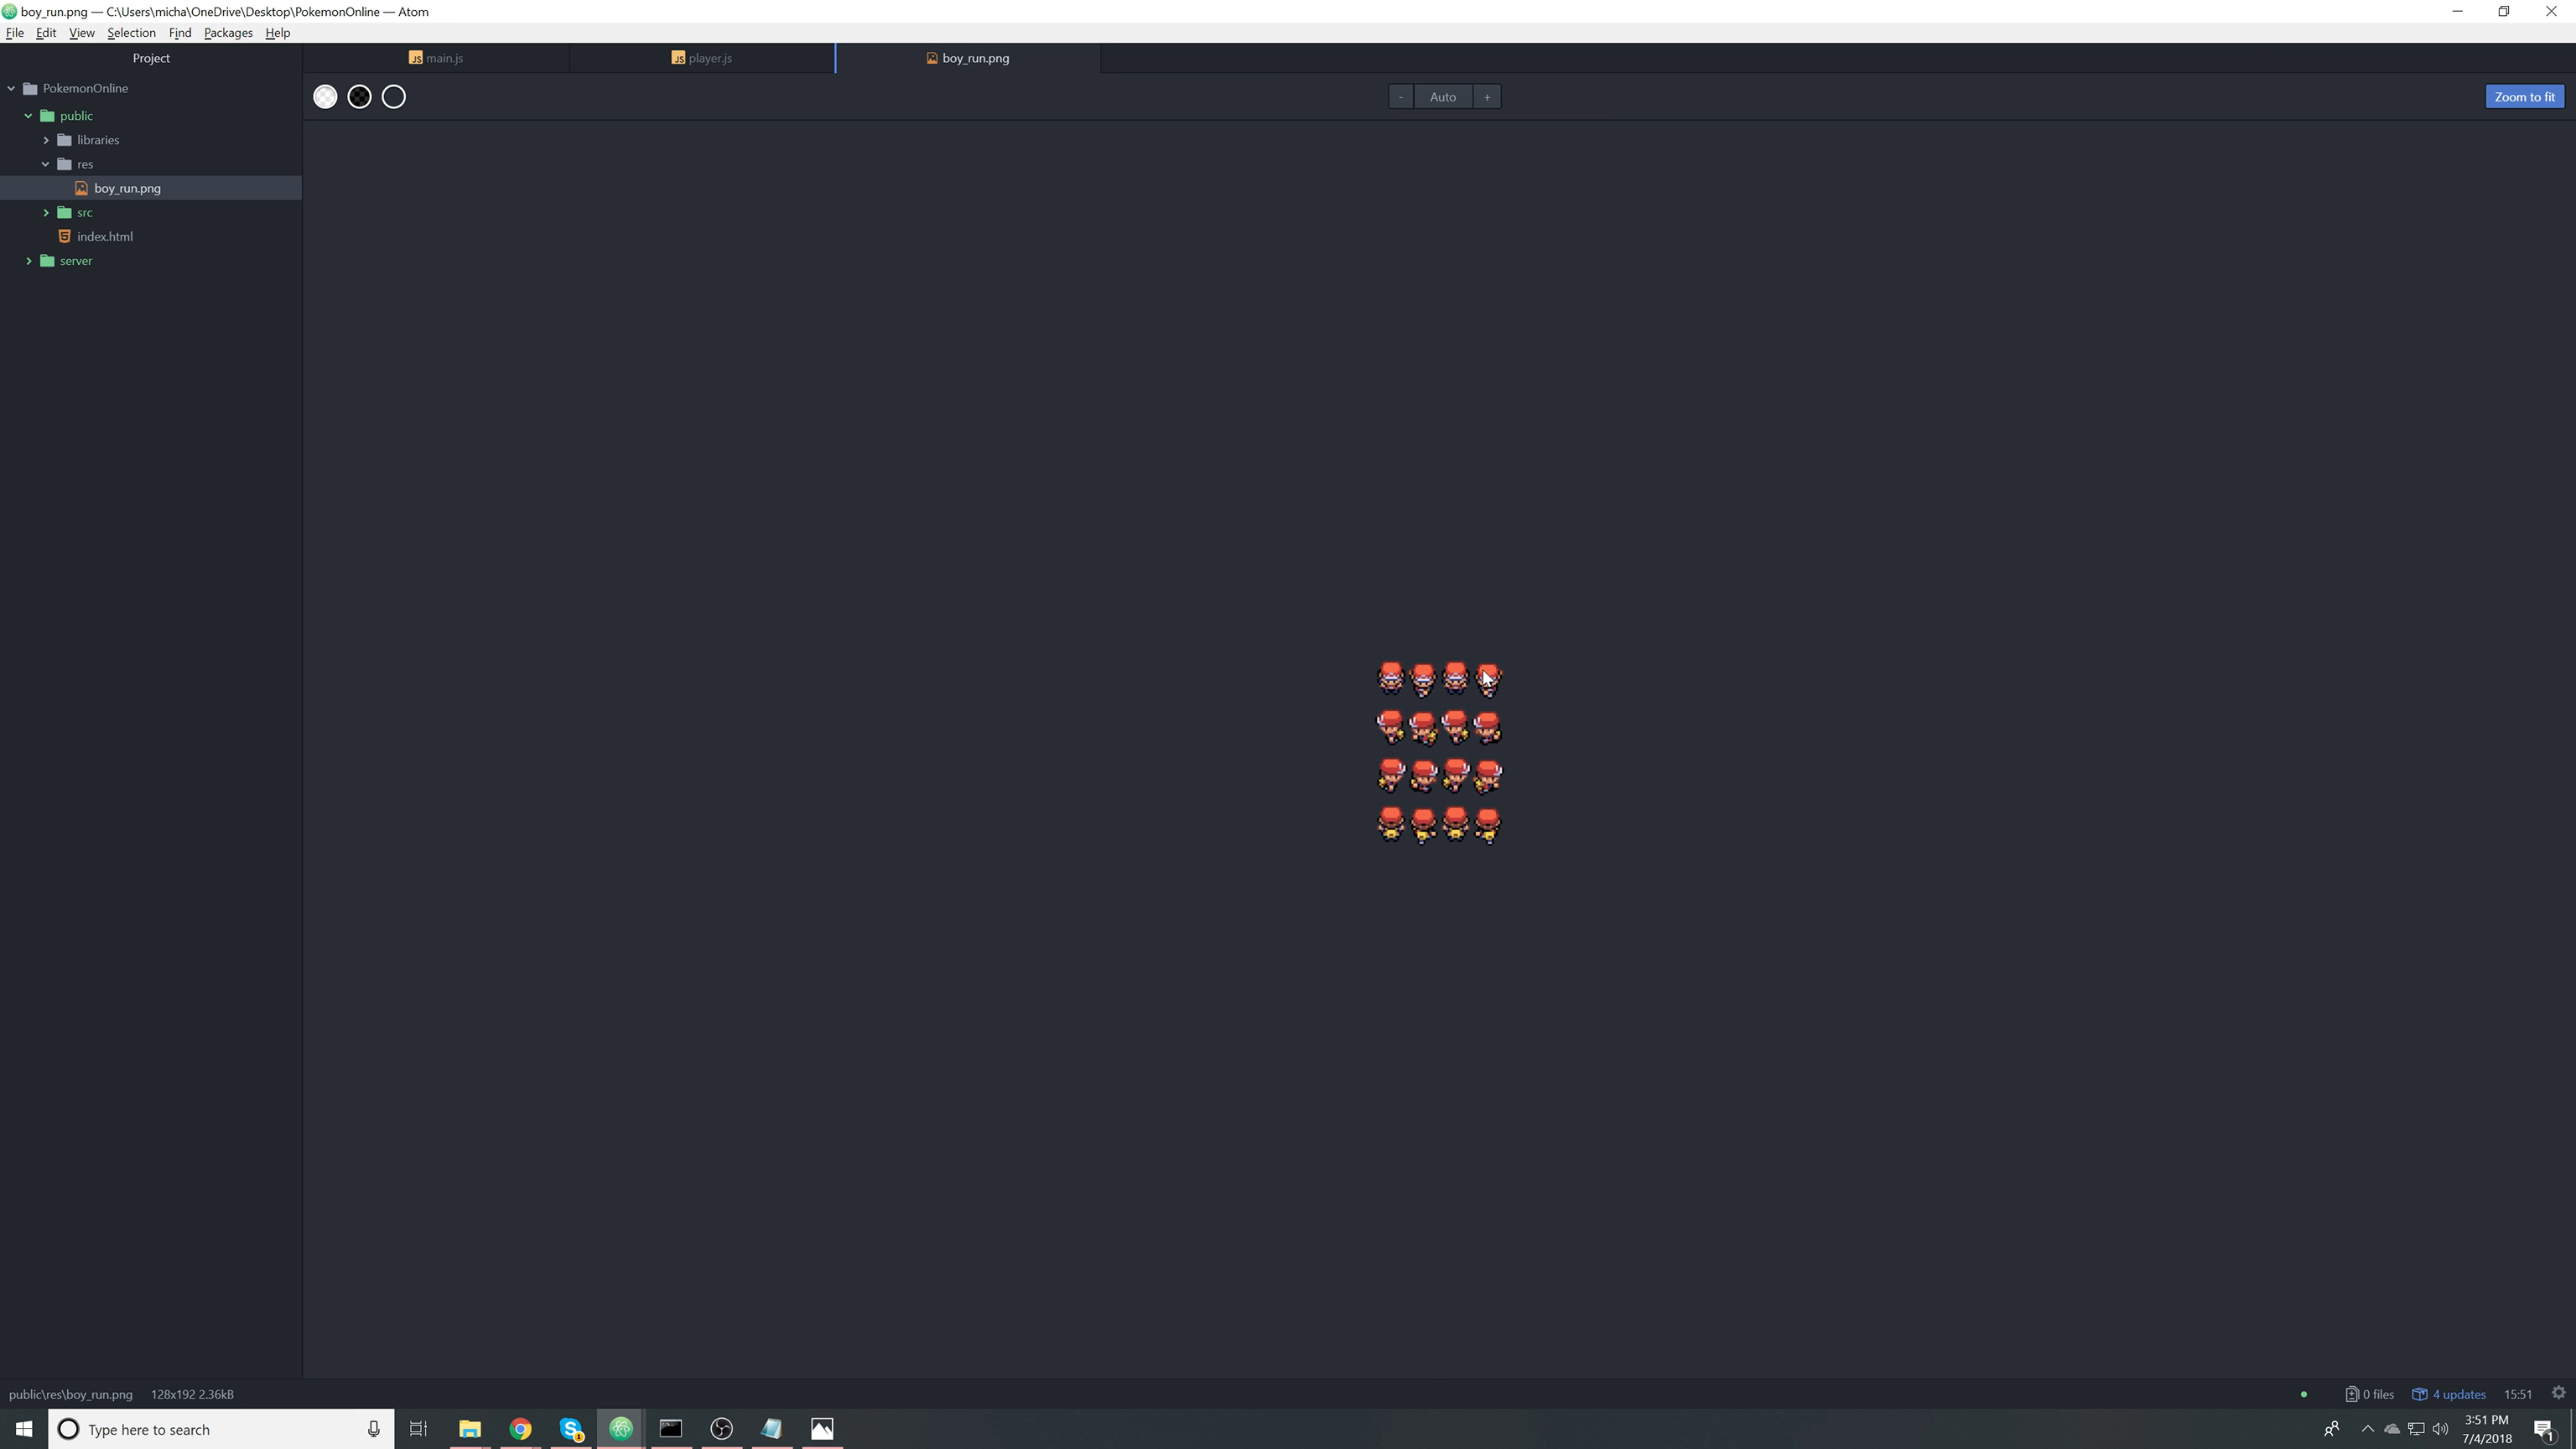 boy_run.png — C:\Users\micha\OneDrive\Desktop\PokemonOnline — Atom
File Edit View Selection Find Packages Help
Project
main.js
player.js
boy_run.png
PokemonOnline
- Auto +
Zoom to fit
public
libraries
res
boy_run.png
src
index.html
server
public\res\boy_run.png 128x192 2.36kB
0 files 4 updates 15:51
Type here to search
3:51 PM
7/4/2018
1